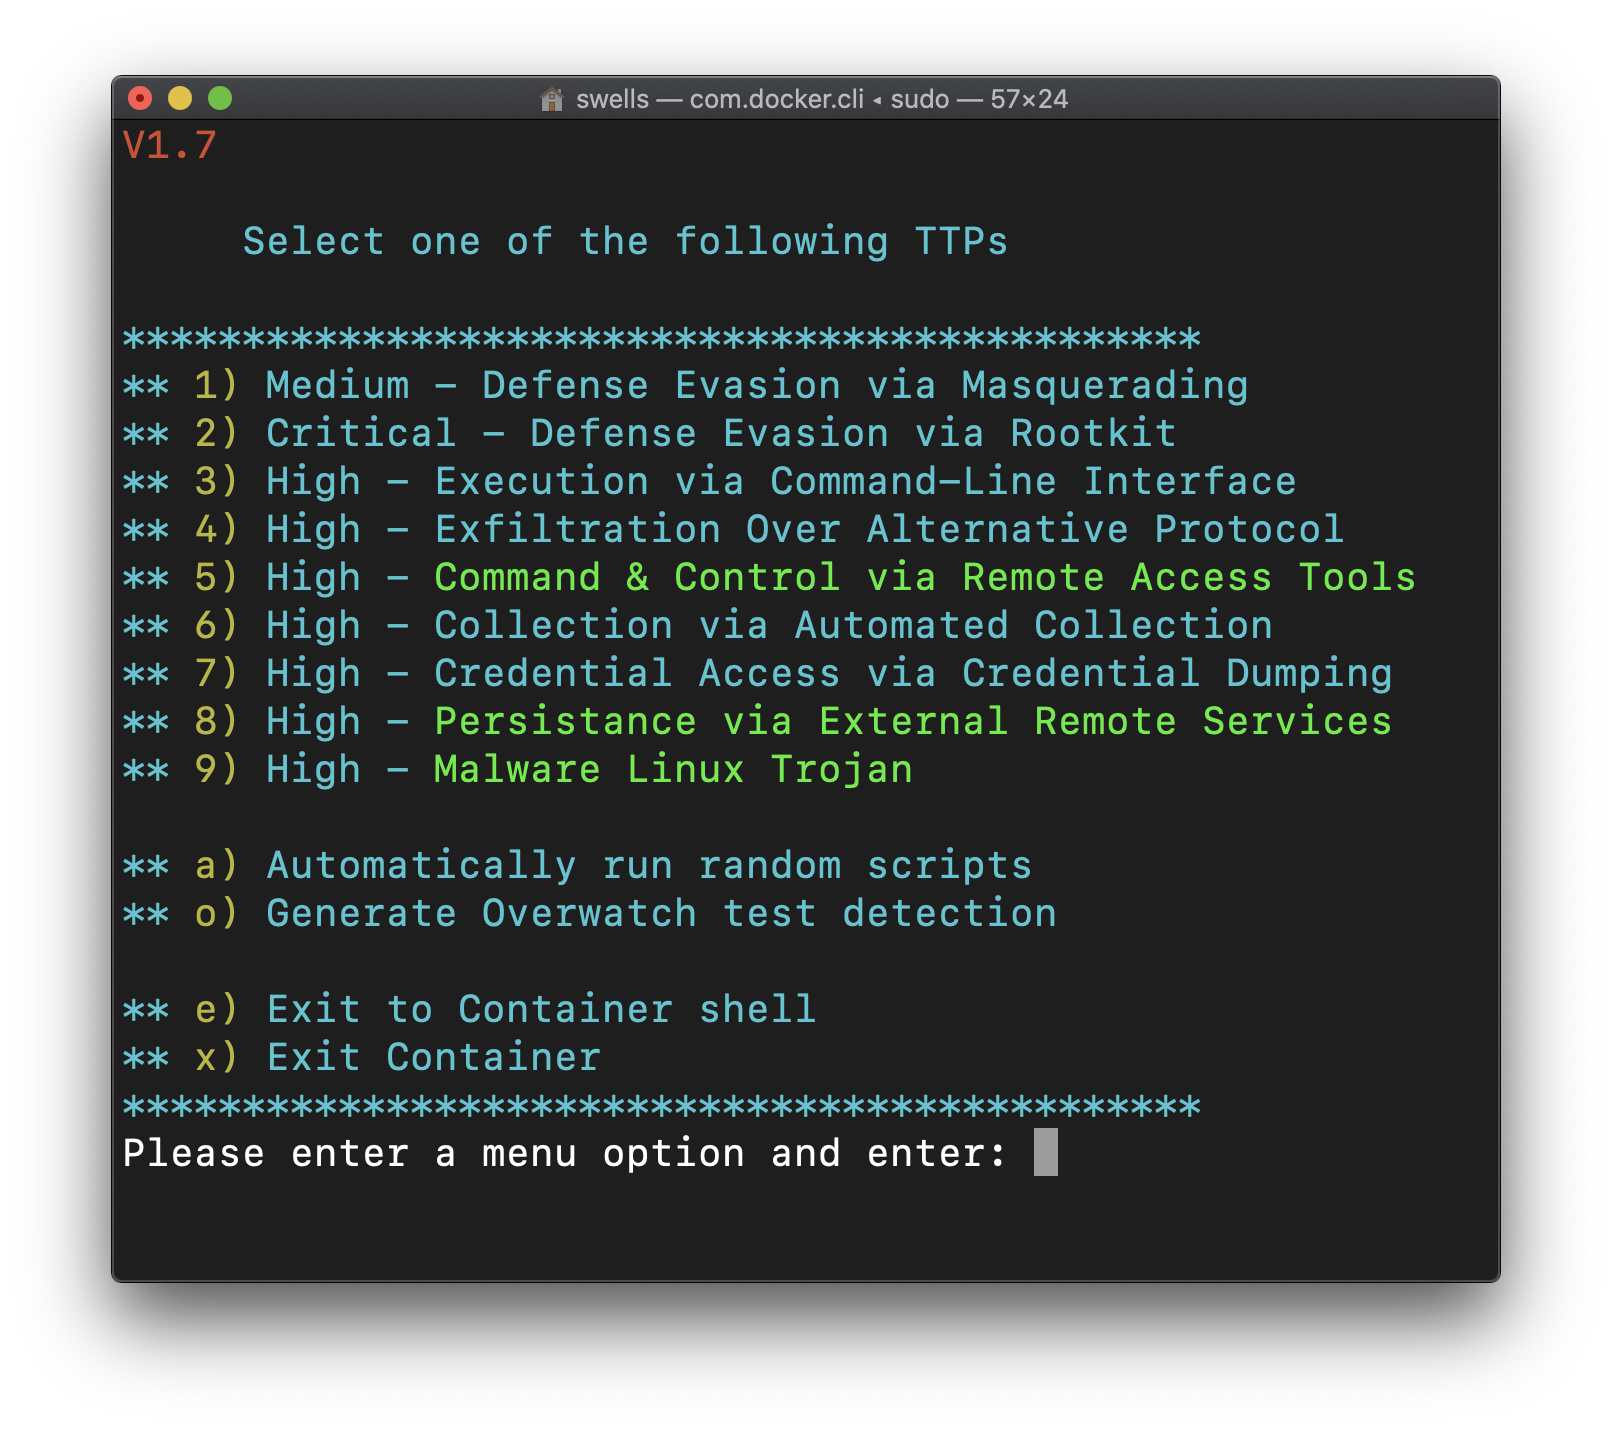 swells — com.docker.cli ◂ sudo — 57×24
V1.7
Select one of the following TTPs
*********************************************
** 1) Medium - Defense Evasion via Masquerading
** 2) Critical - Defense Evasion via Rootkit
** 3) High - Execution via Command-Line Interface
** 4) High - Exfiltration Over Alternative Protocol
** 5) High - Command & Control via Remote Access Tools
** 6) High - Collection via Automated Collection
** 7) High - Credential Access via Credential Dumping
** 8) High - Persistance via External Remote Services
** 9) High - Malware Linux Trojan
** a) Automatically run random scripts
** o) Generate Overwatch test detection
** e) Exit to Container shell
** x) Exit Container
*********************************************
Please enter a menu option and enter: